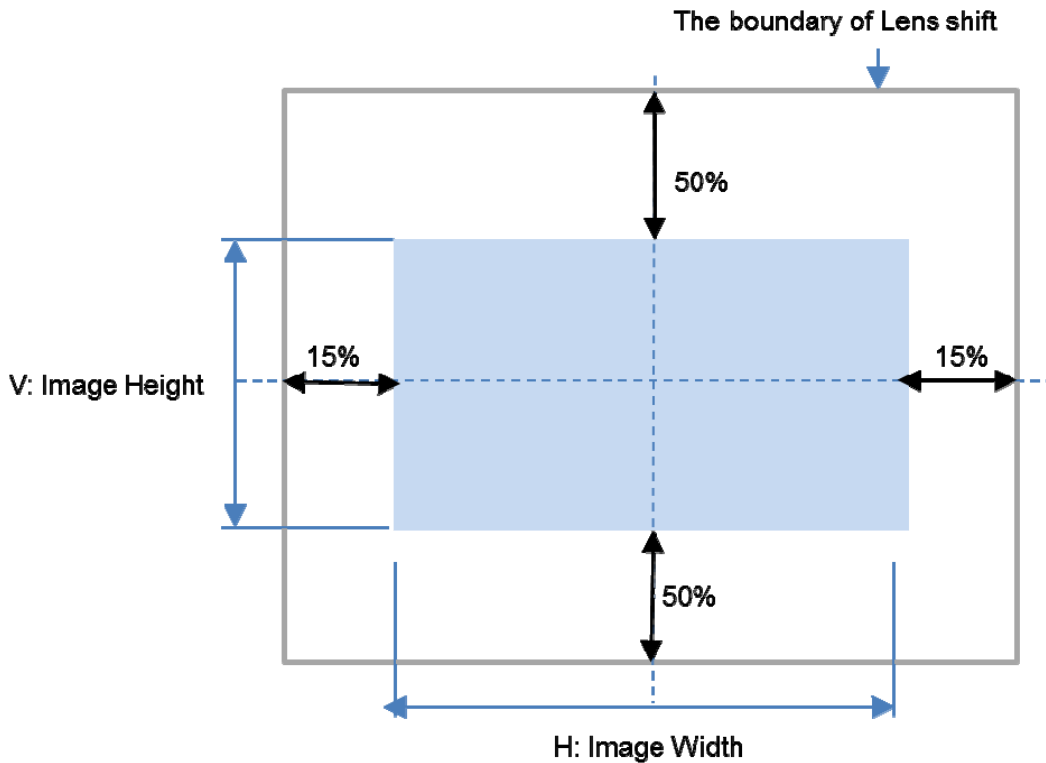 The boundary of Lens shift
50%
15%
15%
V: Image Height
50%
H: Image Width